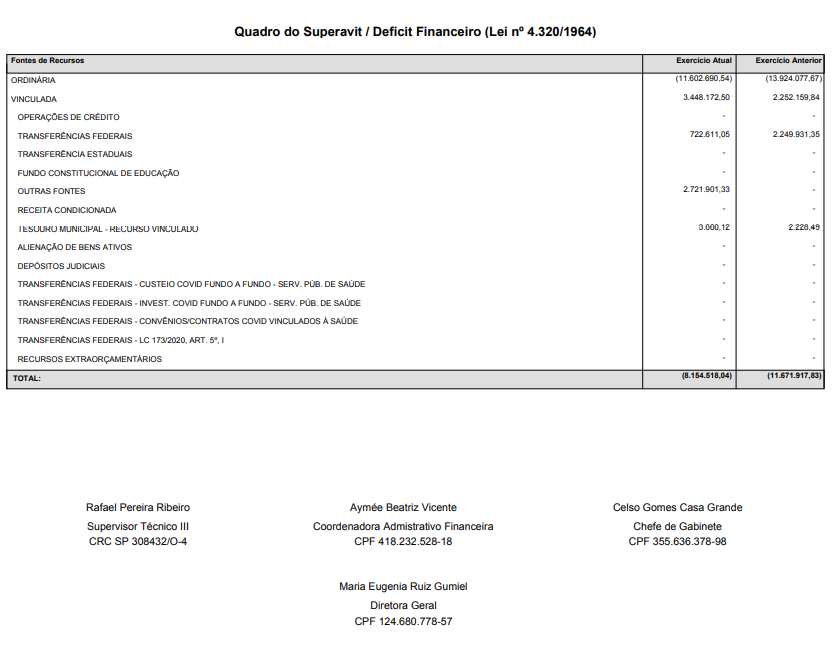 Quadro do Superavit / Deficit Financeiro (Lei nº 4.320/1964)
Fontes de Recursos Exercício Atual Exercício Anterior
ORDINÁRIA (11.602.690,54) (13.924.077,67)
VINCULADA 3.448.172,50 2.252.159,84
OPERAÇÕES DE CRÉDITO - -
TRANSFERÊNCIAS FEDERAIS 722.611,05 2.249.931,35
TRANSFERÊNCIA ESTADUAIS - -
FUNDO CONSTITUCIONAL DE EDUCAÇÃO - -
OUTRAS FONTES 2.721.901,33 -
RECEITA CONDICIONADA - -
TESOURO MUNICIPAL - RECURSO VINCULADO 3.660,12 2.228,49
ALIENAÇÃO DE BENS ATIVOS - -
DEPÓSITOS JUDICIAIS - -
TRANSFERÊNCIAS FEDERAIS - CUSTEIO COVID FUNDO A FUNDO - SERV. PÚB. DE SAÚDE - -
TRANSFERÊNCIAS FEDERAIS - INVEST. COVID FUNDO A FUNDO - SERV. PÚB. DE SAÚDE - -
TRANSFERÊNCIAS FEDERAIS - CONVÊNIOS/CONTRATOS COVID VINCULADOS À SAÚDE - -
TRANSFERÊNCIAS FEDERAIS - LC 173/2020, ART. 5º, I - -
RECURSOS EXTRAORÇAMENTÁRIOS - -
TOTAL: (8.154.518,04) (11.671.917,83)
Rafael Pereira Ribeiro Aymée Beatriz Vicente Celso Gomes Casa Grande
Supervisor Técnico III Coordenadora Admistrativo Financeira Chefe de Gabinete
CRC SP 308432/O-4 CPF 418.232.528-18 CPF 355.636.378-98
Maria Eugenia Ruiz Gumiel
Diretora Geral
CPF 124.680.778-57